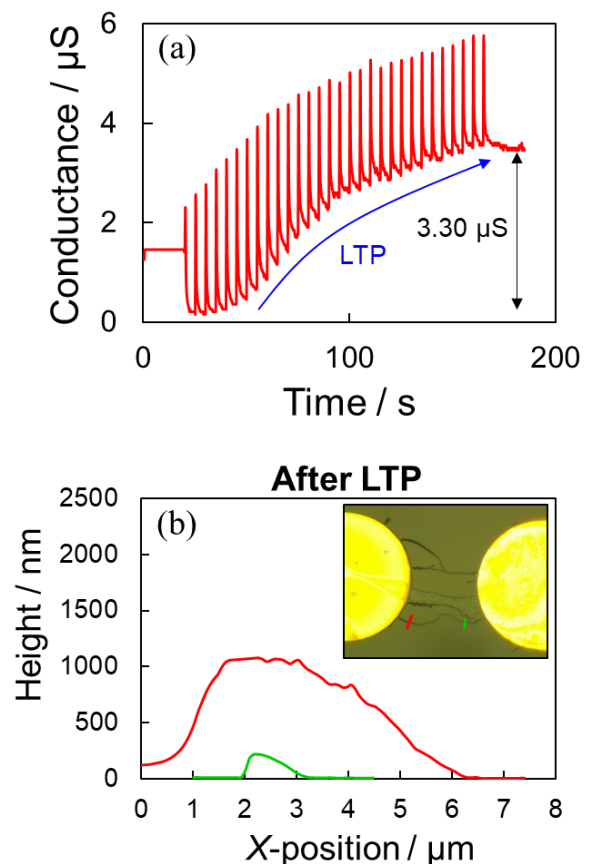 (a)
Conductance / µS
6
4
2
0
LTP
3.30 µS
0
100
200
Time / s
After LTP
(b)
Height / nm
2500
2000
1500
1000
500
0
0
1
2
3
4
5
6
7
8
X-position / µm